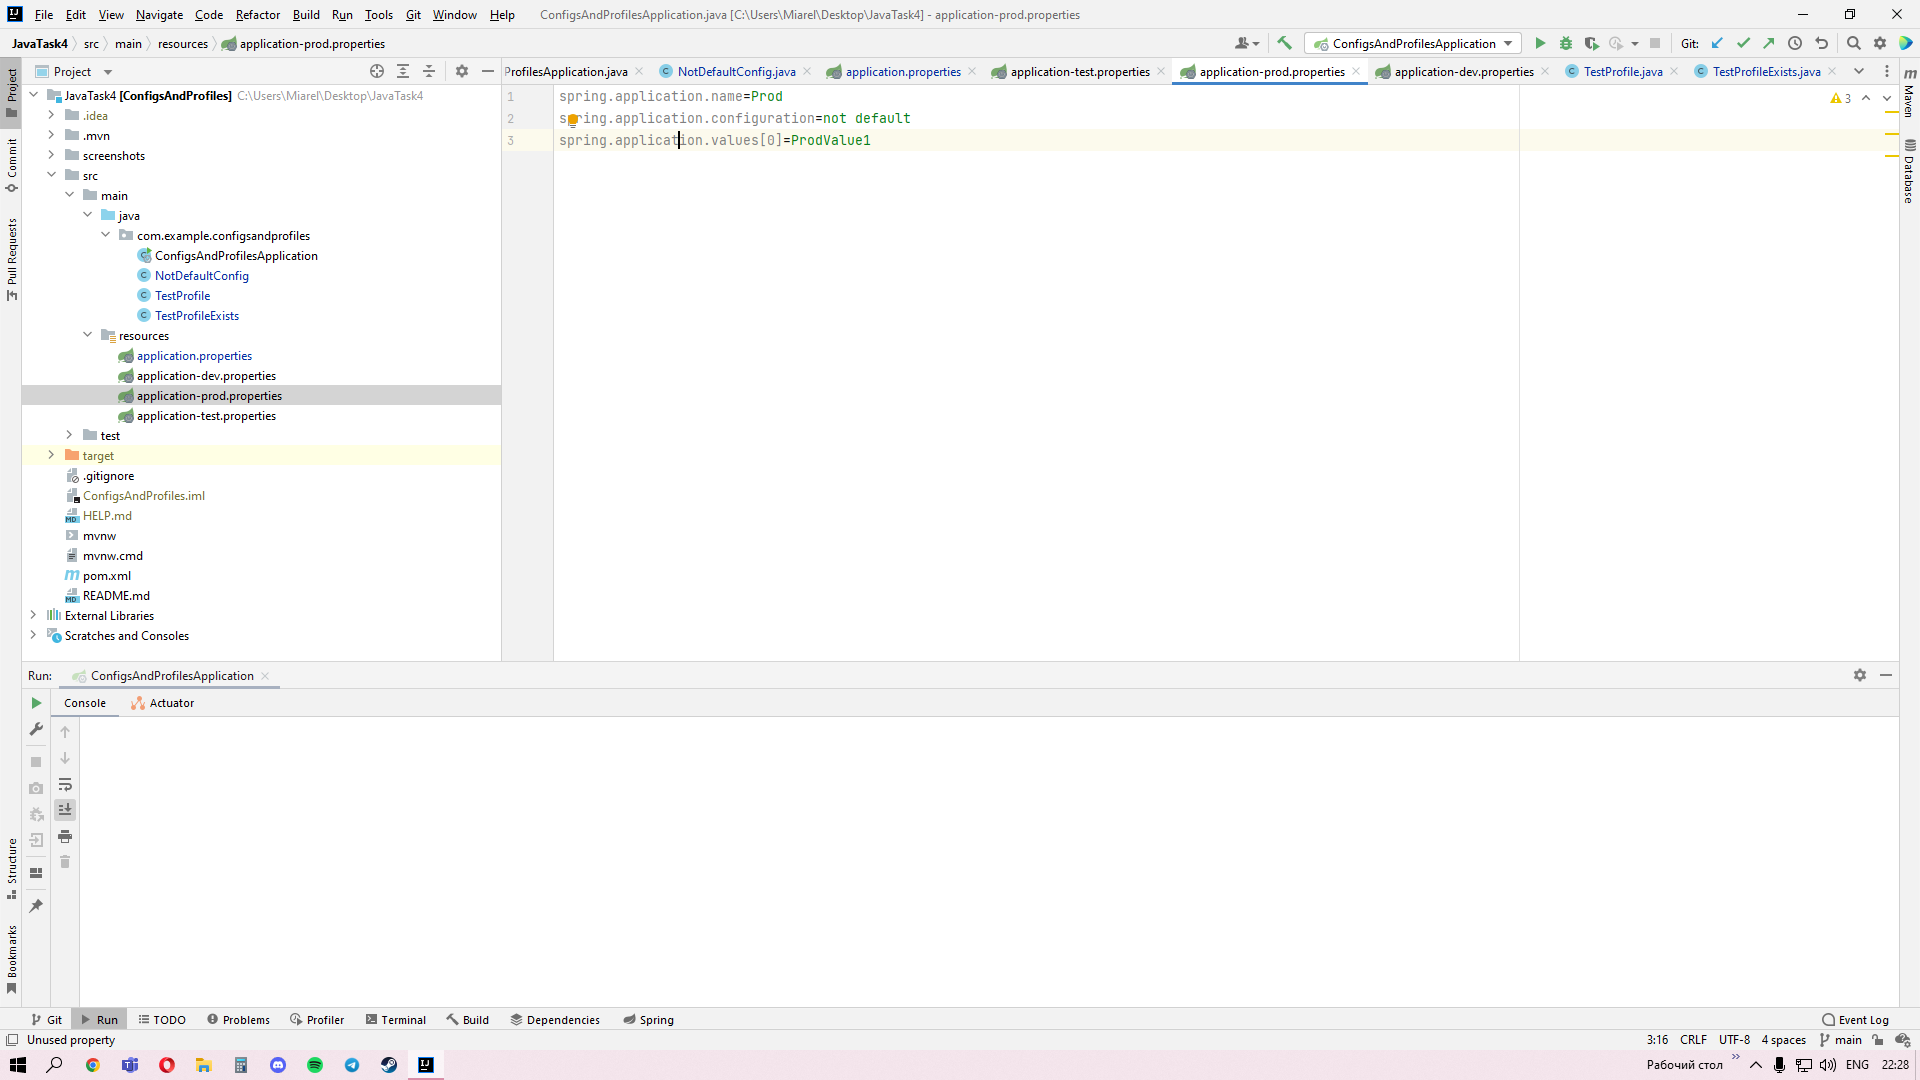 File Edit View Navigate Code Refactor Build Run Tools Git Window Help ConfigsAndProfilesApplication.java [C:\Users\Miarel\Desktop\JavaTask4] - application-prod.properties
JavaTask4 src main resources application-prod.properties
ConfigsAndProfilesApplication
Git:
Project
ProfilesApplication.java NotDefaultConfig.java application.properties application-test.properties application-prod.properties application-dev.properties TestProfile.java TestProfileExists.java
Project
Commit
Pull Requests
JavaTask4 [ConfigsAndProfiles] C:\Users\Miarel\Desktop\JavaTask4
.idea
.mvn
screenshots
src
main
java
com.example.configsandprofiles
ConfigsAndProfilesApplication
NotDefaultConfig
TestProfile
TestProfileExists
resources
application.properties
application-dev.properties
application-prod.properties
application-test.properties
test
target
.gitignore
ConfigsAndProfiles.iml
HELP.md
mvnw
mvnw.cmd
pom.xml
README.md
External Libraries
Scratches and Consoles
1 spring.application.name=Prod
2 spring.application.configuration=not default
3 spring.application.values[0]=ProdValue1
3
Maven
Database
Run: ConfigsAndProfilesApplication
Console Actuator
Structure
Bookmarks
Git Run TODO Problems Profiler Terminal Build Dependencies Spring Event Log
Unused property 3:16 CRLF UTF-8 4 spaces main
Рабочий стол ENG 22:28